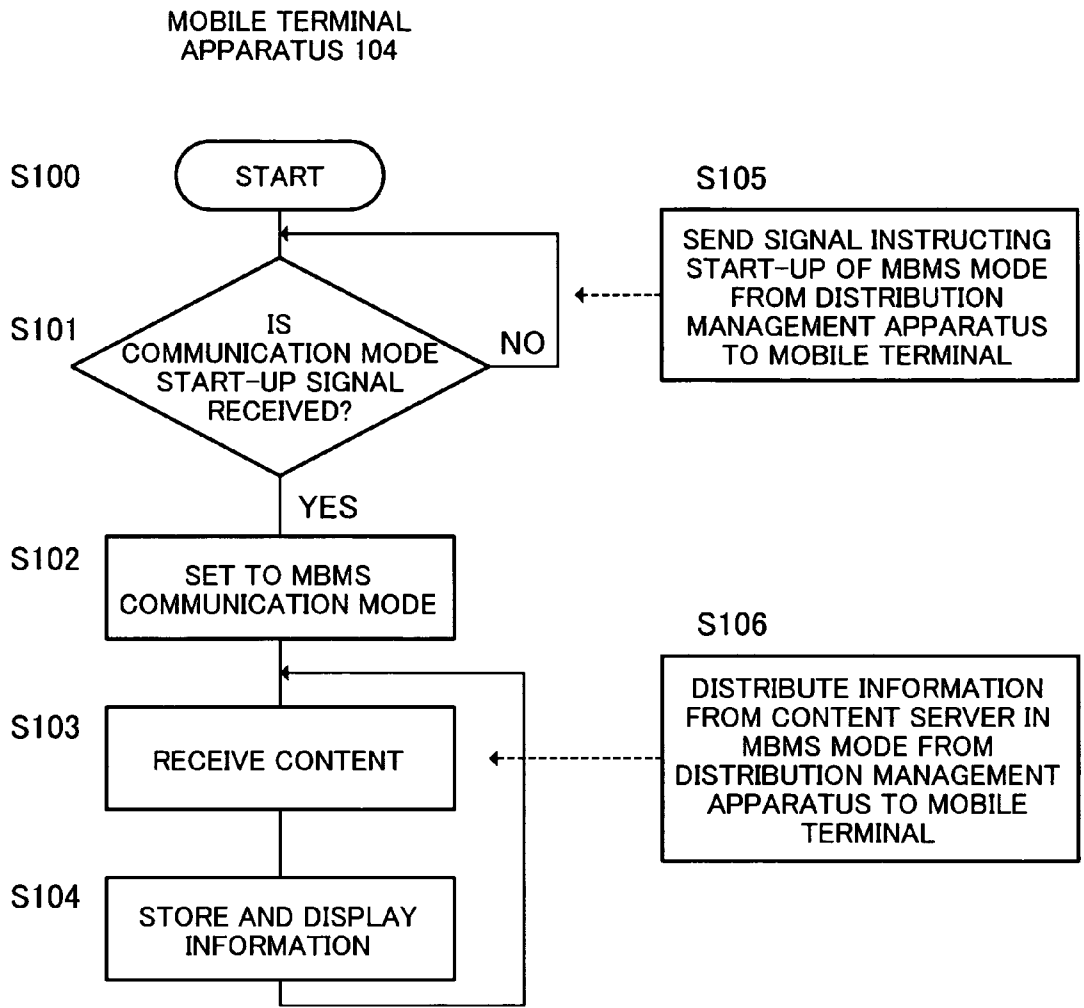 MOBILE TERMINAL
APPARATUS 104
S100
START
S101
IS
COMMUNICATION MODE
START-UP SIGNAL
RECEIVED?
NO
YES
S102
SET TO MBMS
COMMUNICATION MODE
S103
RECEIVE CONTENT
S104
STORE AND DISPLAY
INFORMATION
S105
SEND SIGNAL INSTRUCTING
START-UP OF MBMS MODE
FROM DISTRIBUTION
MANAGEMENT APPARATUS
TO MOBILE TERMINAL
S106
DISTRIBUTE INFORMATION
FROM CONTENT SERVER IN
MBMS MODE FROM
DISTRIBUTION MANAGEMENT
APPARATUS TO MOBILE
TERMINAL